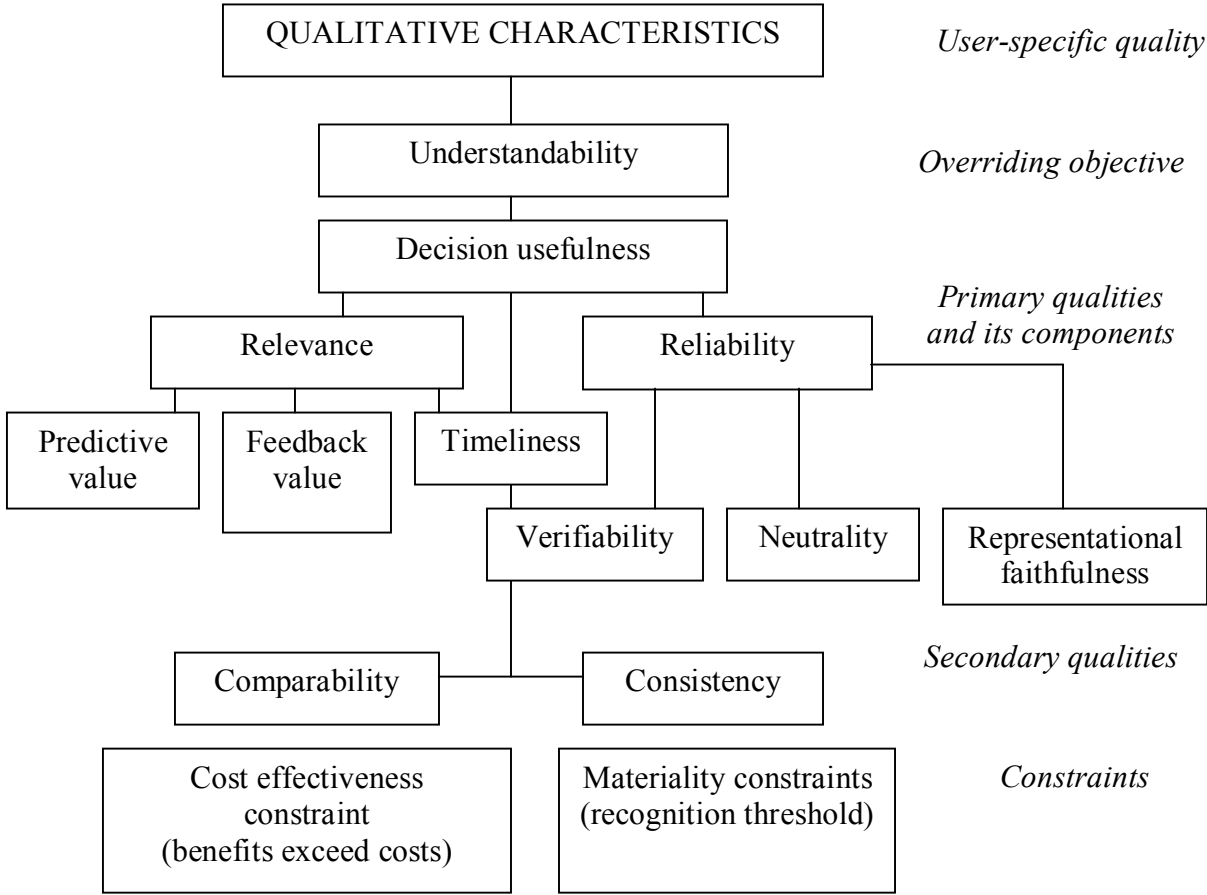 QUALITATIVE CHARACTERISTICS
User-specific quality
Understandability
Overriding objective
Decision usefulness
Primary qualities
and its components
Relevance
Reliability
Predictive
value
Feedback
value
Timeliness
Verifiability
Neutrality
Representational
faithfulness
Secondary qualities
Comparability
Consistency
Cost effectiveness
constraint
(benefits exceed costs)
Materiality constraints
(recognition threshold)
Constraints